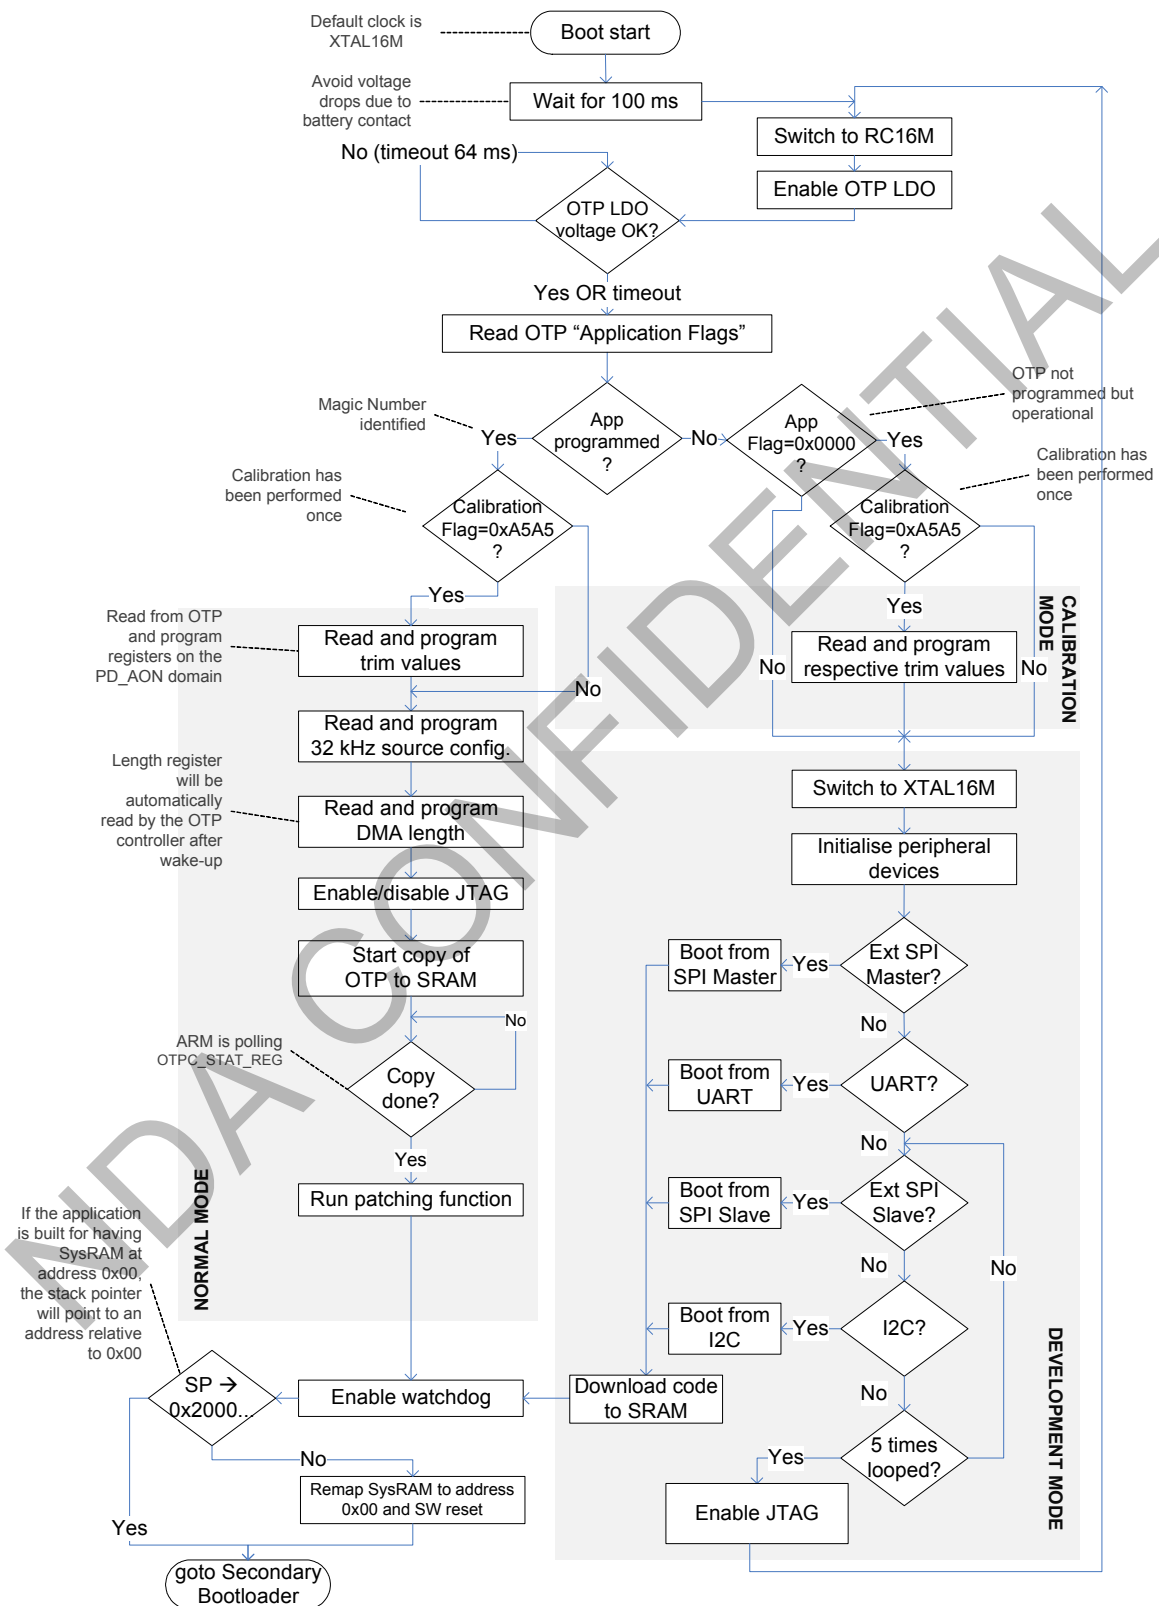 Default clock is
XTAL16M
Boot start
Avoid voltage
drops due to
battery contact
Wait for 100 ms
Switch to RC16M
No (timeout 64 ms)
Enable OTP LDO
OTP LDO
voltage OK?
Yes OR timeout
Read OTP “Application Flags”
Magic Number
identified
Yes
App
programmed
?
No
App
Flag=0x0000
?
Yes
OTP not
programmed but
operational
Calibration has
been performed
once
Calibration
Flag=0xA5A5
?
Calibration
Flag=0xA5A5
?
Calibration has
been performed
once
Yes
Yes
No
No
No
CALIBRATION
MODE
Read from OTP
and program
registers on the
PD_AON domain
Read and program
trim values
Read and program
respective trim values
Read and program
32 kHz source config.
Length register
will be
automatically
read by the OTP
controller after
wake-up
Read and program
DMA length
Enable/disable JTAG
Start copy of
OTP to SRAM
No
ARM is polling
OTPC_STAT_REG
Copy
done?
Yes
Run patching function
NORMAL MODE
Switch to XTAL16M
Initialise peripheral
devices
Boot from
SPI Master
Yes
Ext SPI
Master?
No
Boot from
UART
Yes
UART?
No
Boot from
SPI Slave
Yes
Ext SPI
Slave?
No
No
Boot from
I2C
Yes
I2C?
No
Download code
to SRAM
5 times
looped?
Yes
Enable JTAG
DEVELOPMENT MODE
If the application
is built for having
SysRAM at
address 0x00,
the stack pointer
will point to an
address relative
to 0x00
SP →
0x2000...
Enable watchdog
No
Remap SysRAM to address
0x00 and SW reset
Yes
goto Secondary
Bootloader
NDA CONFIDENTIAL